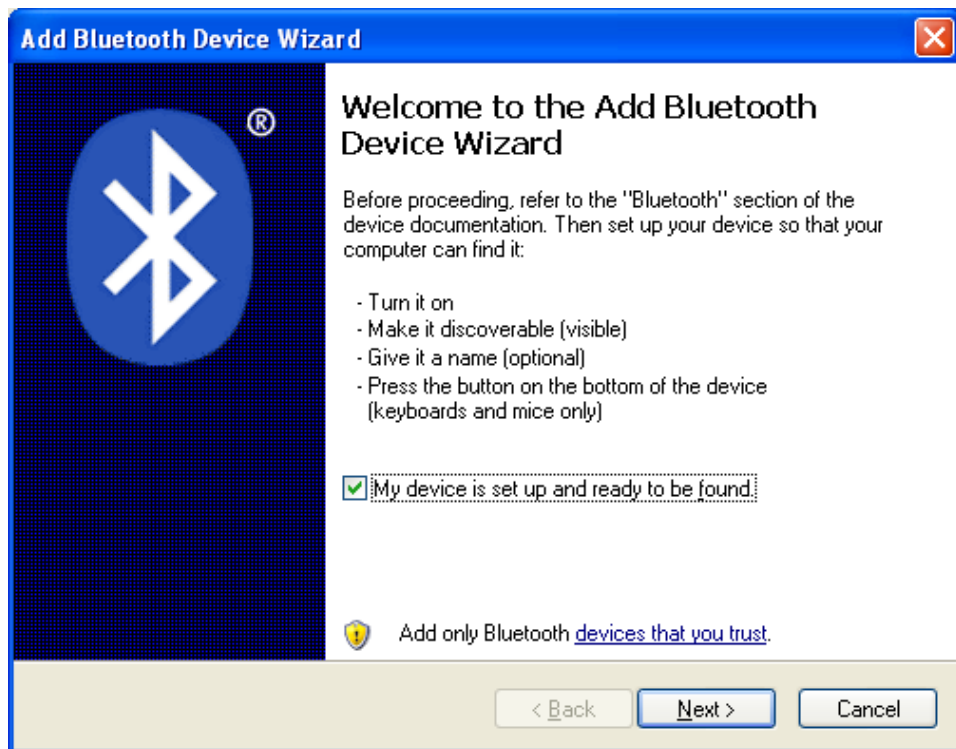 Add Bluetooth Device Wizard
®
Welcome to the Add Bluetooth
Device Wizard
Before proceeding, refer to the "Bluetooth" section of the
device documentation. Then set up your device so that your
computer can find it:
- Turn it on
- Make it discoverable (visible)
- Give it a name (optional)
- Press the button on the bottom of the device
(keyboards and mice only)
My device is set up and ready to be found.
Add only Bluetooth devices that you trust.
< Back Next > Cancel